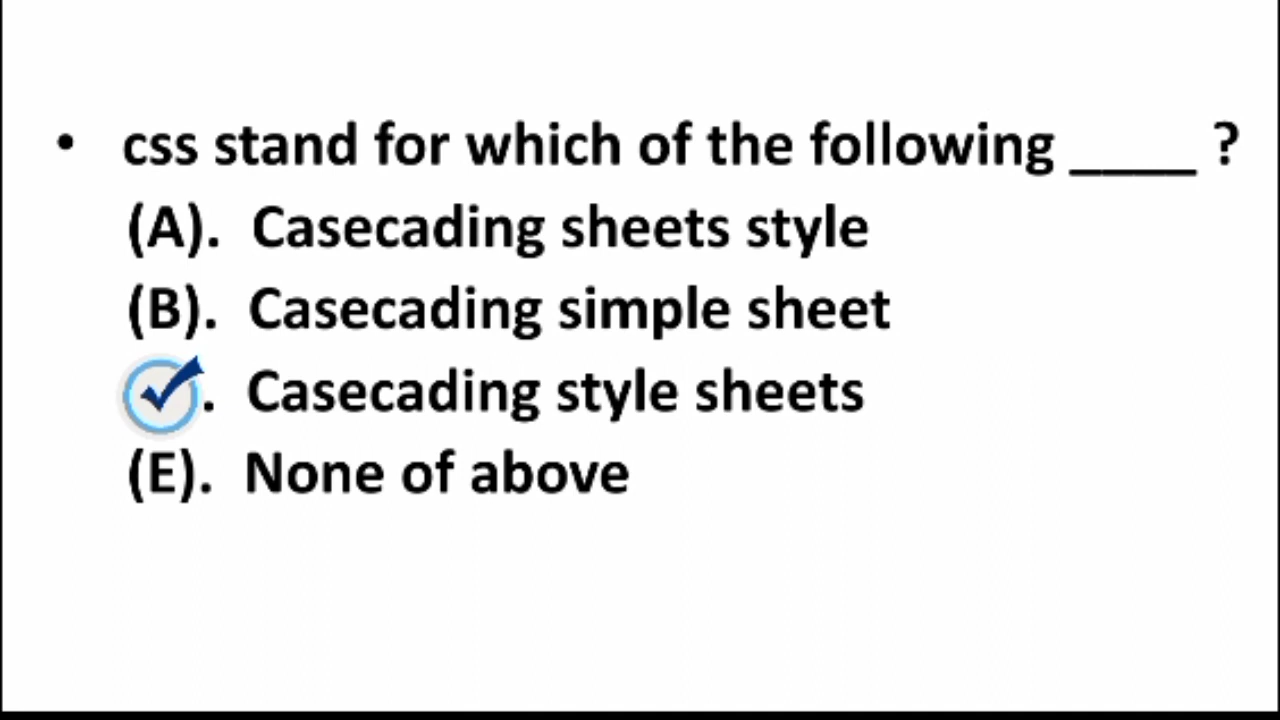 • css stand for which of the following ____ ?
(A). Casecading sheets style
(B). Casecading simple sheet
. Casecading style sheets
(E). None of above